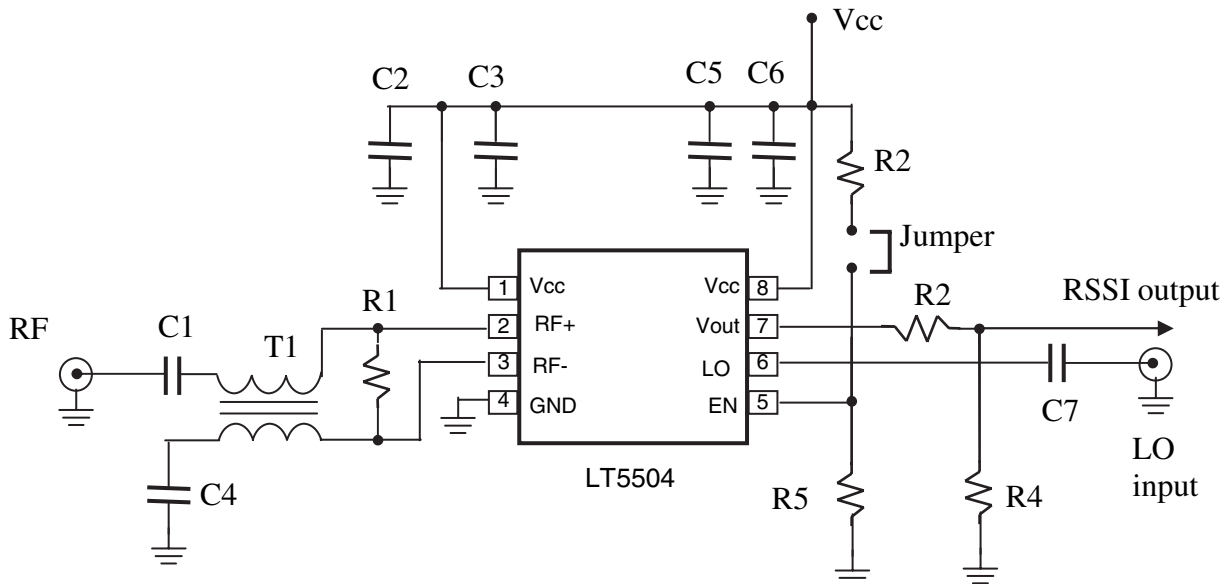 Vcc
C2
C3
C5
C6
R2
Jumper
RF
C1
T1
R1
1
Vcc
2
RF+
3
RF-
4
GND
Vcc
8
Vout
7
LO
6
EN
5
R2
RSSI output
C7
LO
input
LT5504
C4
R5
R4